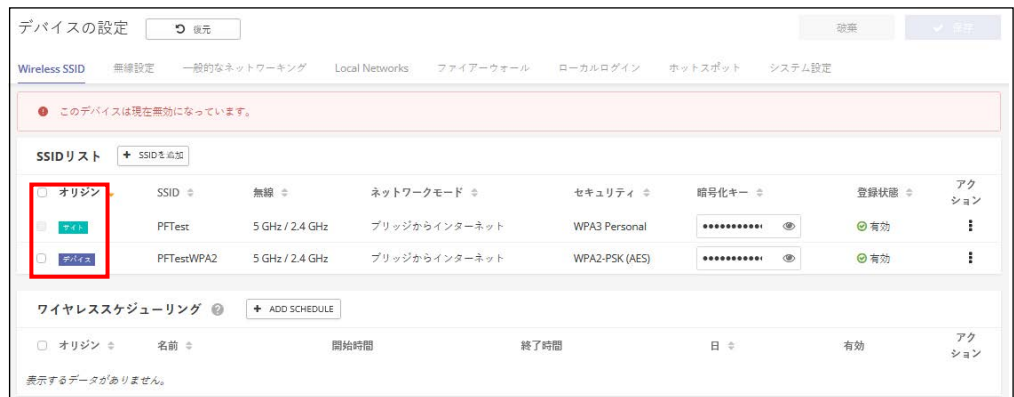 デバイスの設定 復元 破棄 保存
Wireless SSID 無線設定 一般的なネットワーキング Local Networks ファイアーウォール ローカルログイン ホットスポット システム設定
このデバイスは現在無効になっています。
SSIDリスト + SSIDを追加
オリジン SSID 無線 ネットワークモード セキュリティ 暗号化キー 登録状態 アクション
サイト PFTest 5 GHz / 2.4 GHz ブリッジからインターネット WPA3 Personal •••••••••••• 有効
デバイス PFTestWPA2 5 GHz / 2.4 GHz ブリッジからインターネット WPA2-PSK (AES) •••••••••••• 有効
ワイヤレススケジューリング + ADD SCHEDULE
オリジン 名前 開始時間 終了時間 日 有効 アクション
表示するデータがありません。